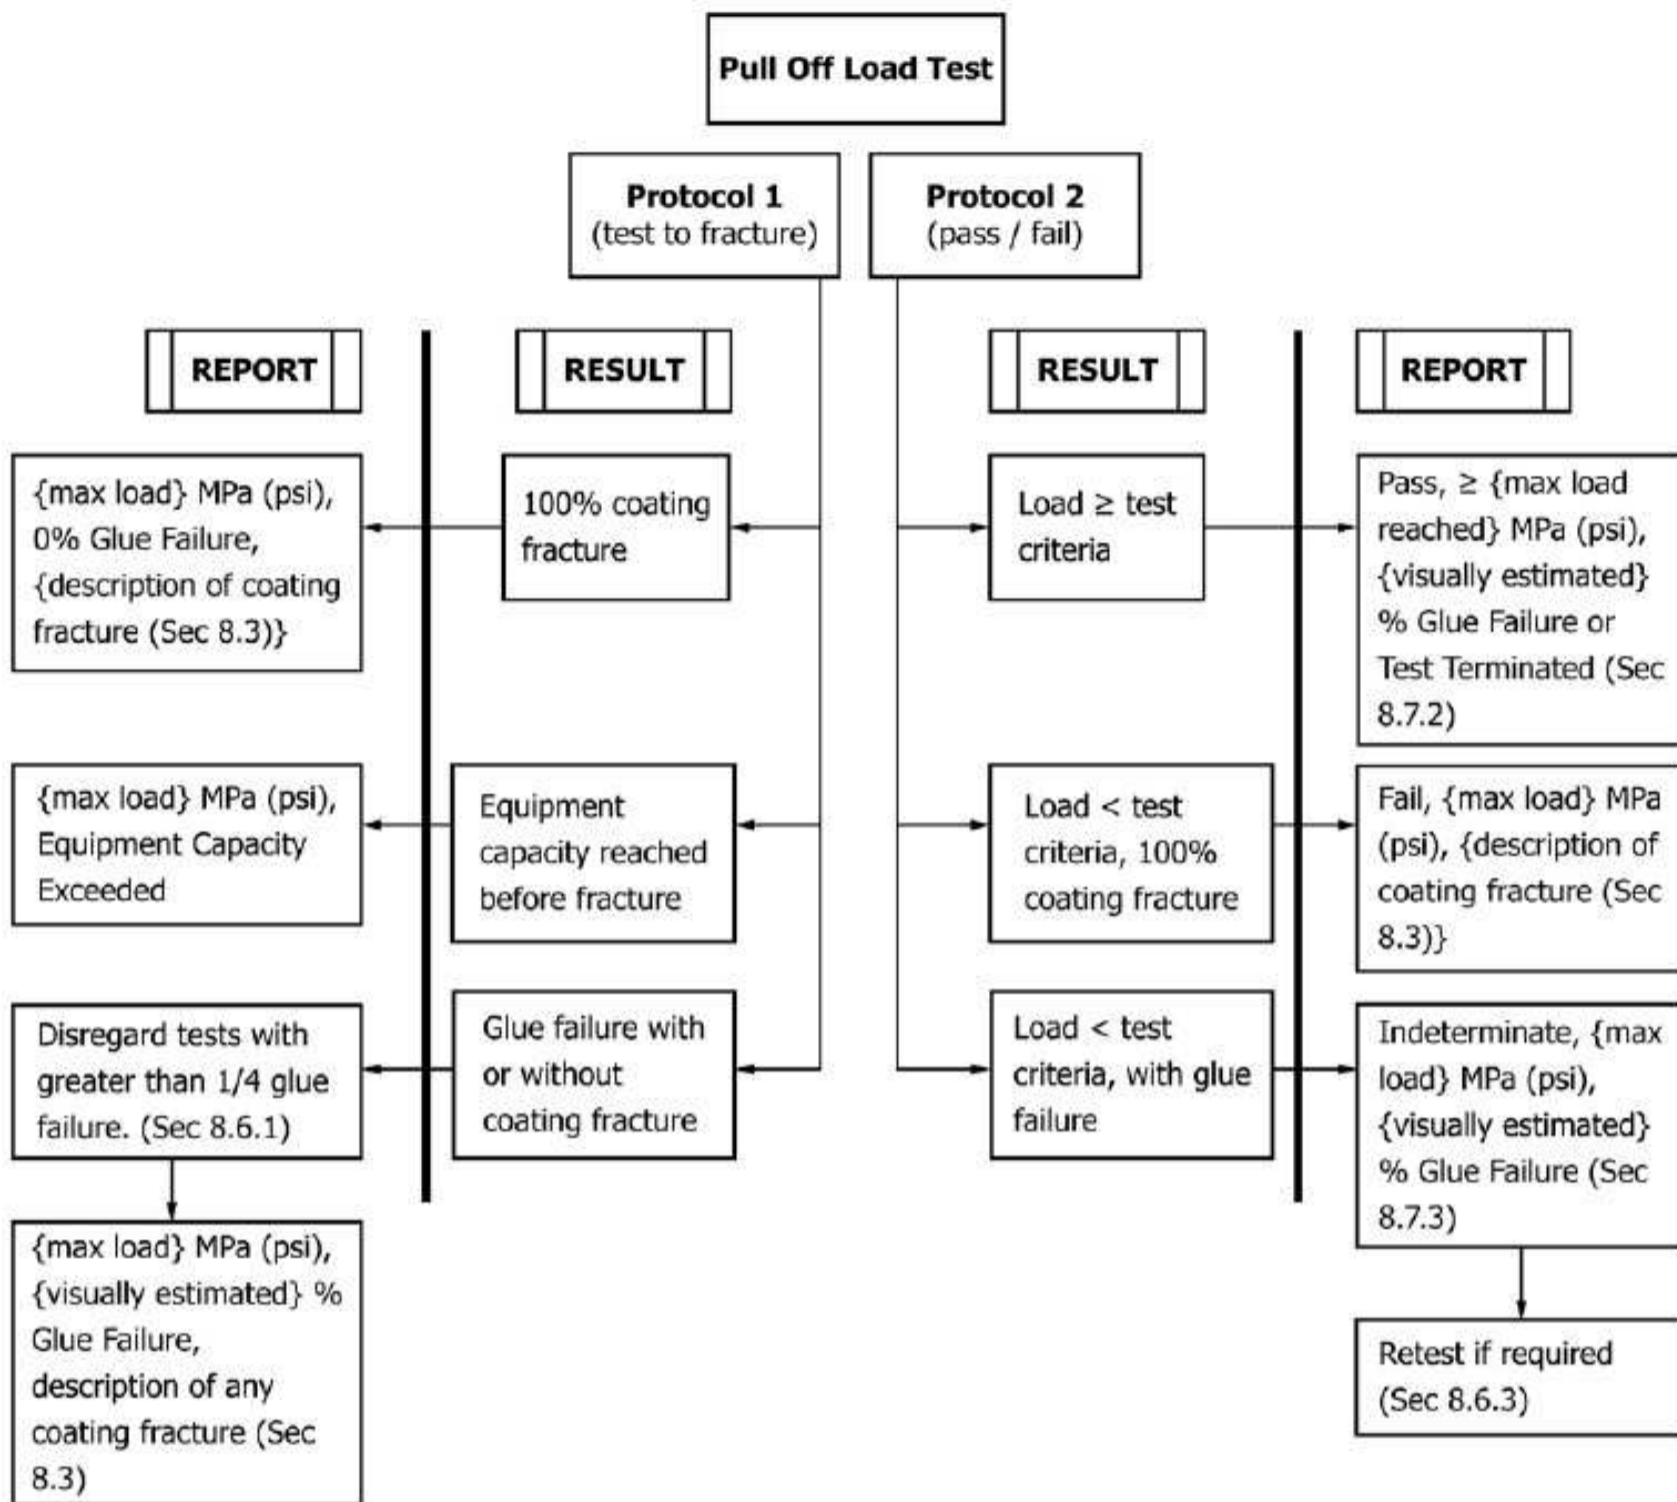 Pull Off Load Test
Protocol 1
(test to fracture)
Protocol 2
(pass / fail)
REPORT
RESULT
RESULT
REPORT
{max load} MPa (psi),
0% Glue Failure,
{description of coating
fracture (Sec 8.3)}
100% coating
fracture
Load ≥ test
criteria
Pass, ≥ {max load
reached} MPa (psi),
{visually estimated}
% Glue Failure or
Test Terminated (Sec
8.7.2)
{max load} MPa (psi),
Equipment Capacity
Exceeded
Equipment
capacity reached
before fracture
Load < test
criteria, 100%
coating fracture
Fail, {max load} MPa
(psi), {description of
coating fracture (Sec
8.3)}
Disregard tests with
greater than 1/4 glue
failure. (Sec 8.6.1)
Glue failure with
or without
coating fracture
Load < test
criteria, with glue
failure
Indeterminate, {max
load} MPa (psi),
{visually estimated}
% Glue Failure (Sec
8.7.3)
{max load} MPa (psi),
{visually estimated} %
Glue Failure,
description of any
coating fracture (Sec
8.3)
Retest if required
(Sec 8.6.3)